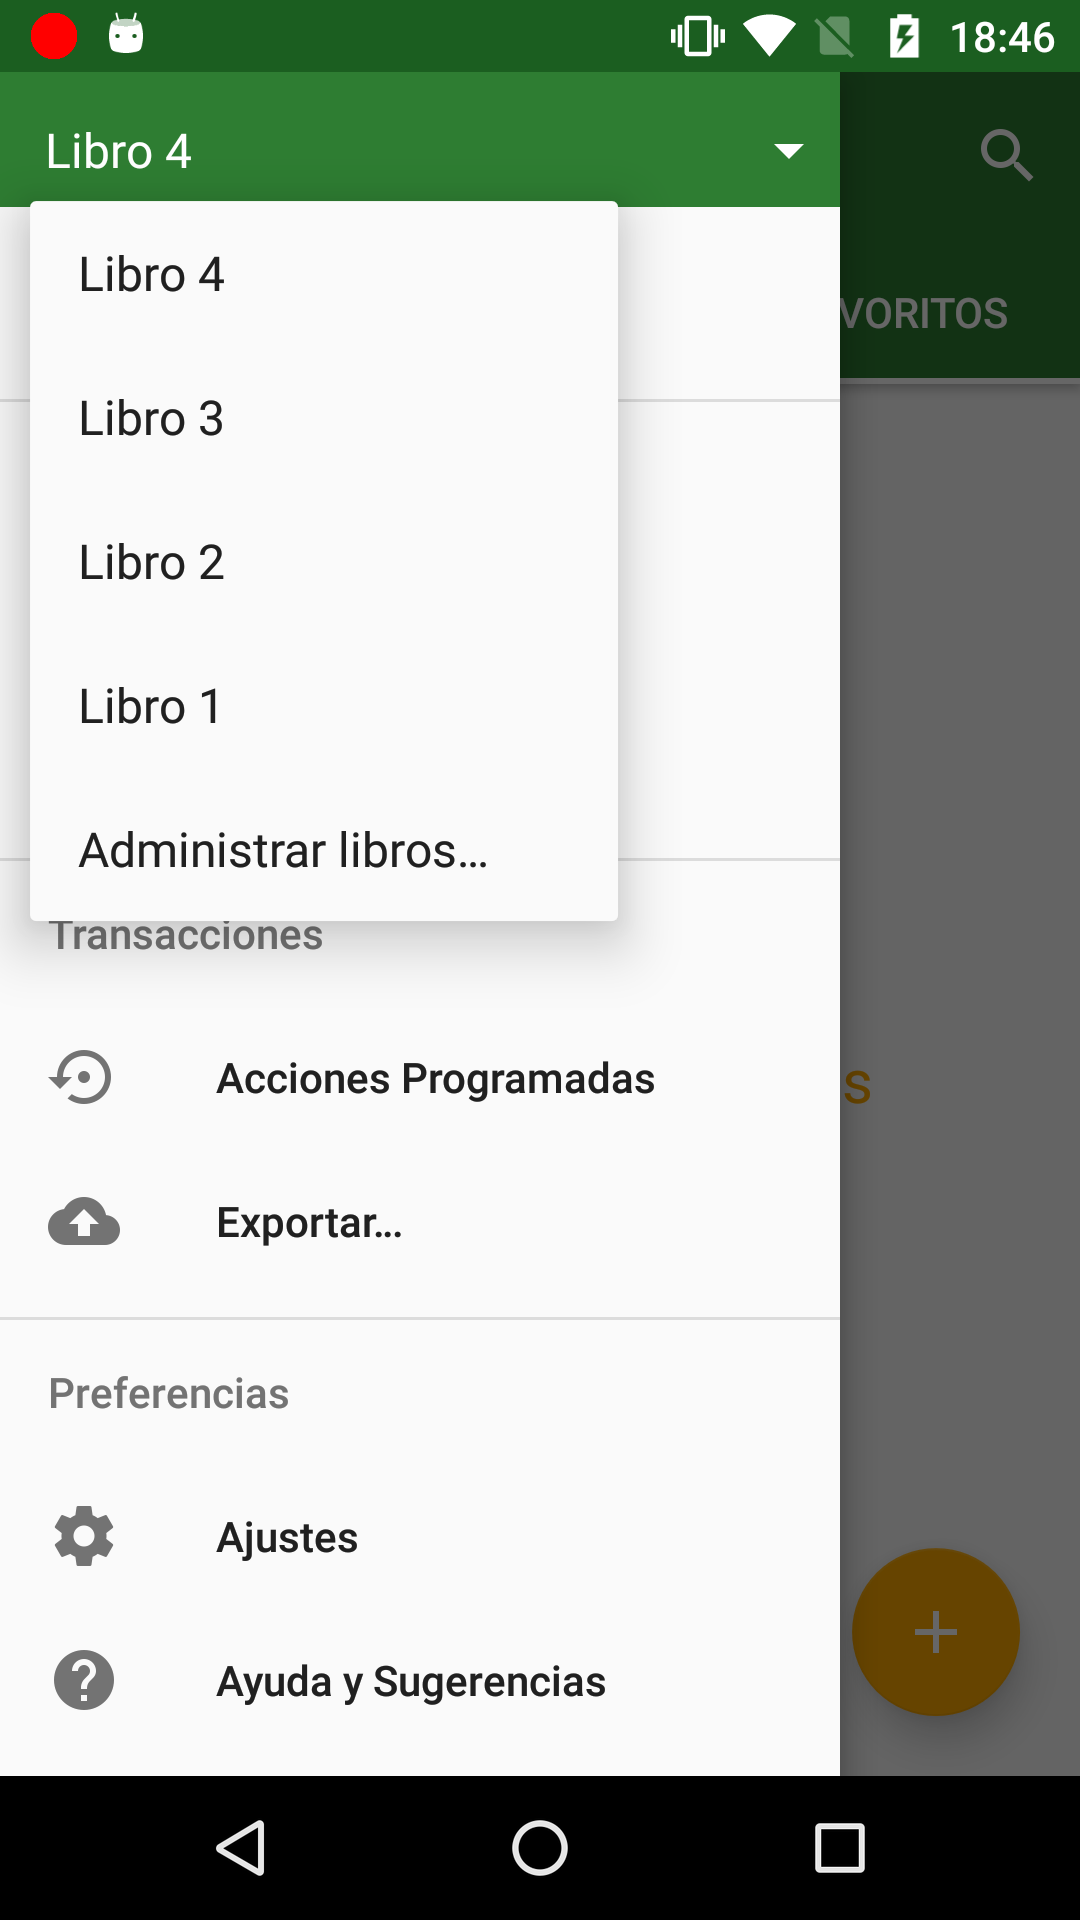 18:46
Libro 4
Libro 4
VORITOS
Libro 3
Libro 2
Libro 1
Administrar libros...
Transacciones
Acciones Programadas
s
Exportar...
Preferencias
Ajustes
Ayuda y Sugerencias